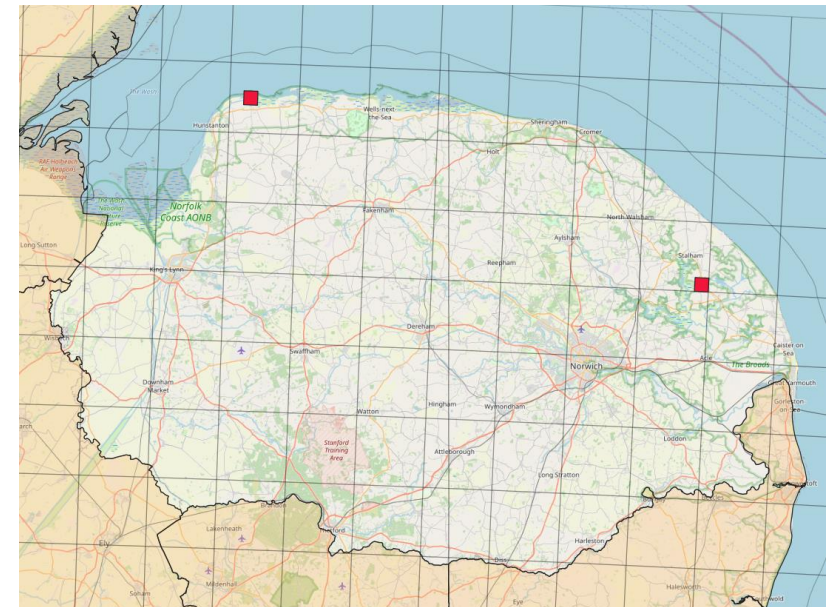 The Wash
Hunstanton
Wells-next
the-Sea
Sheringham
Cromer
Holt
RAF Holbeach
Air Weapons
Range
The Wash
National
Nature
Reserve
Norfolk
Coast AONB
Fakenham
North Walsham
Long Sutton
Aylsham
Stalham
King's Lynn
Reepham
Wisbech
Dereham
Swaffham
Norwich
Acle
The Broads
Caister-on
Sea
Downham
Market
Great Yarmouth
Gorleston
on-Sea
Watton
Hingham
Wymondham
Stanford
Training
Area
Loddon
Attleborough
Long Stratton
Brandon
Lakenheath
Thetford
Harleston
Ely
Diss
Mildenhall
Halesworth
Soham
Eye